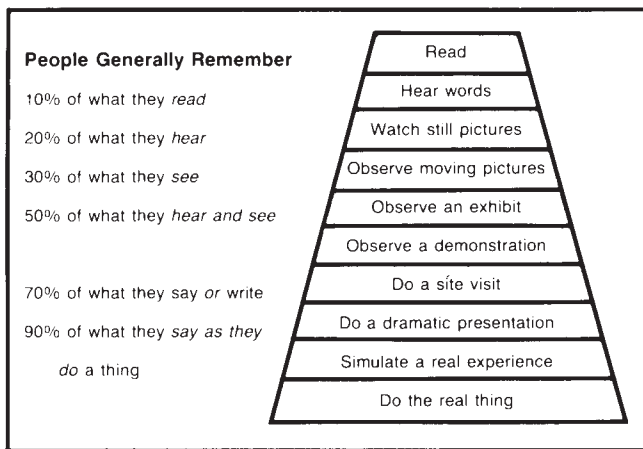 People Generally Remember
10% of what they read
20% of what they hear
30% of what they see
50% of what they hear and see
70% of what they say or write
90% of what they say as they
do a thing
Read
Hear words
Watch still pictures
Observe moving pictures
Observe an exhibit
Observe a demonstration
Do a site visit
Do a dramatic presentation
Simulate a real experience
Do the real thing